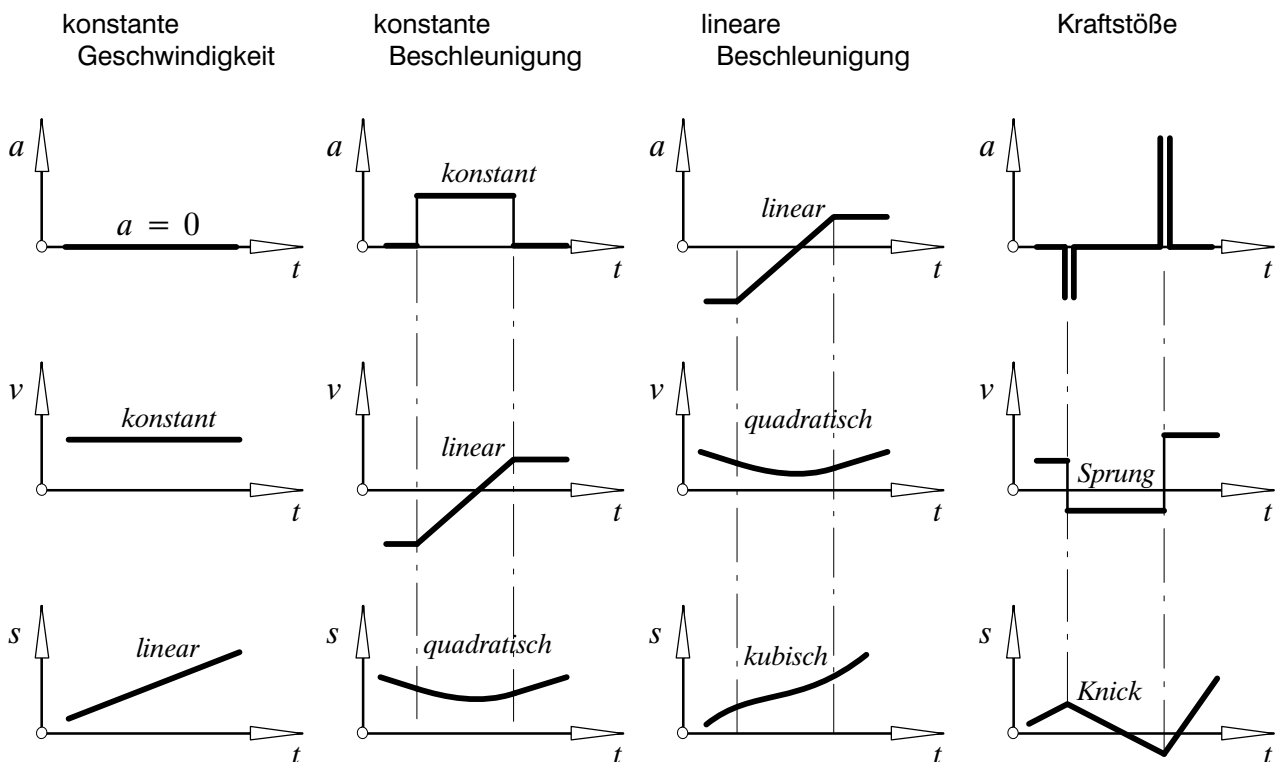 konstante
Geschwindigkeit
konstante
Beschleunigung
lineare
Beschleunigung
Kraftstöße
a
a = 0
t
a
konstant
t
a
linear
t
a
t
v
konstant
t
v
linear
t
v
quadratisch
t
v
Sprung
t
s
linear
t
s
quadratisch
t
s
kubisch
t
s
Knick
t